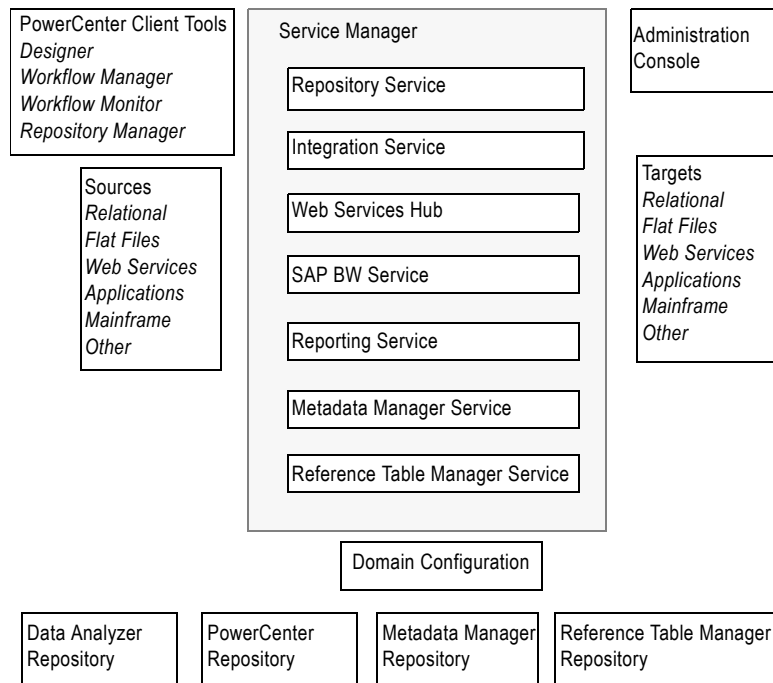 PowerCenter Client Tools
Designer
Workflow Manager
Workflow Monitor
Repository Manager
Service Manager
Administration
Console
Repository Service
Integration Service
Web Services Hub
SAP BW Service
Reporting Service
Metadata Manager Service
Reference Table Manager Service
Sources
Relational
Flat Files
Web Services
Applications
Mainframe
Other
Targets
Relational
Flat Files
Web Services
Applications
Mainframe
Other
Domain Configuration
Data Analyzer
Repository
PowerCenter
Repository
Metadata Manager
Repository
Reference Table Manager
Repository